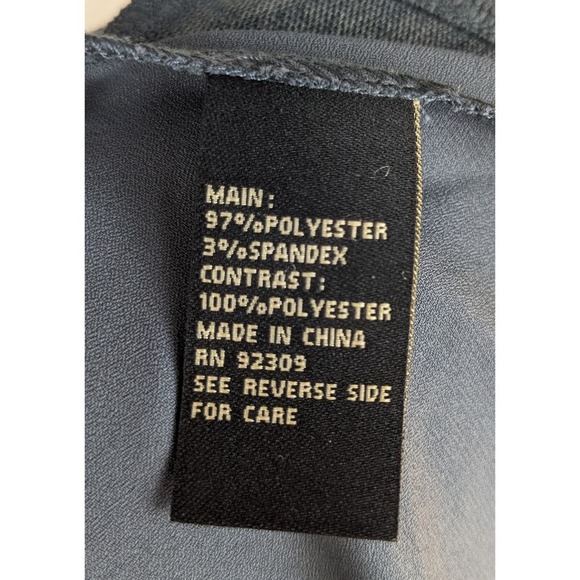 MAIN:
97%POLYESTER
3%SPANDEX
CONTRAST:
100%POLYESTER
MADE IN CHINA
RN 92309
SEE REVERSE SIDE
FOR CARE